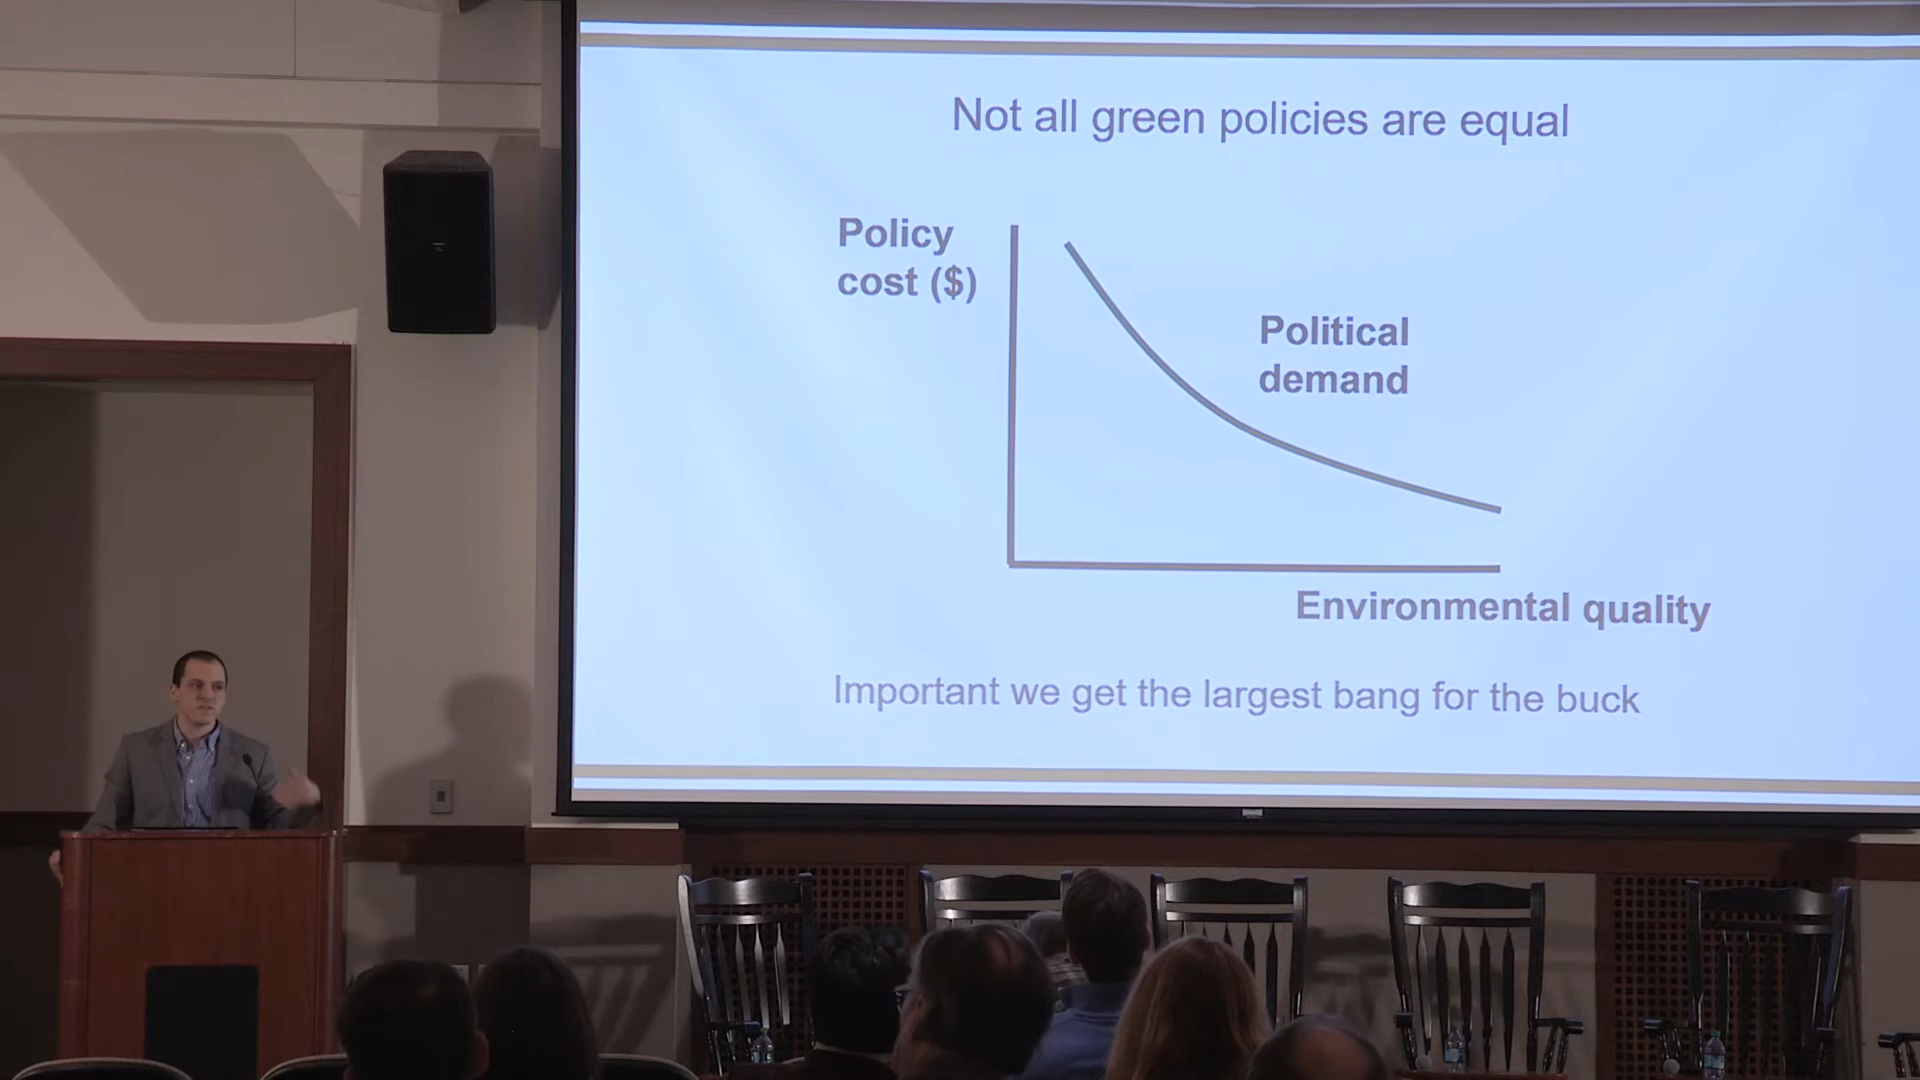 Not all green policies are equal
Policy
cost ($)
Political
demand
Environmental quality
Important we get the largest bang for the buck